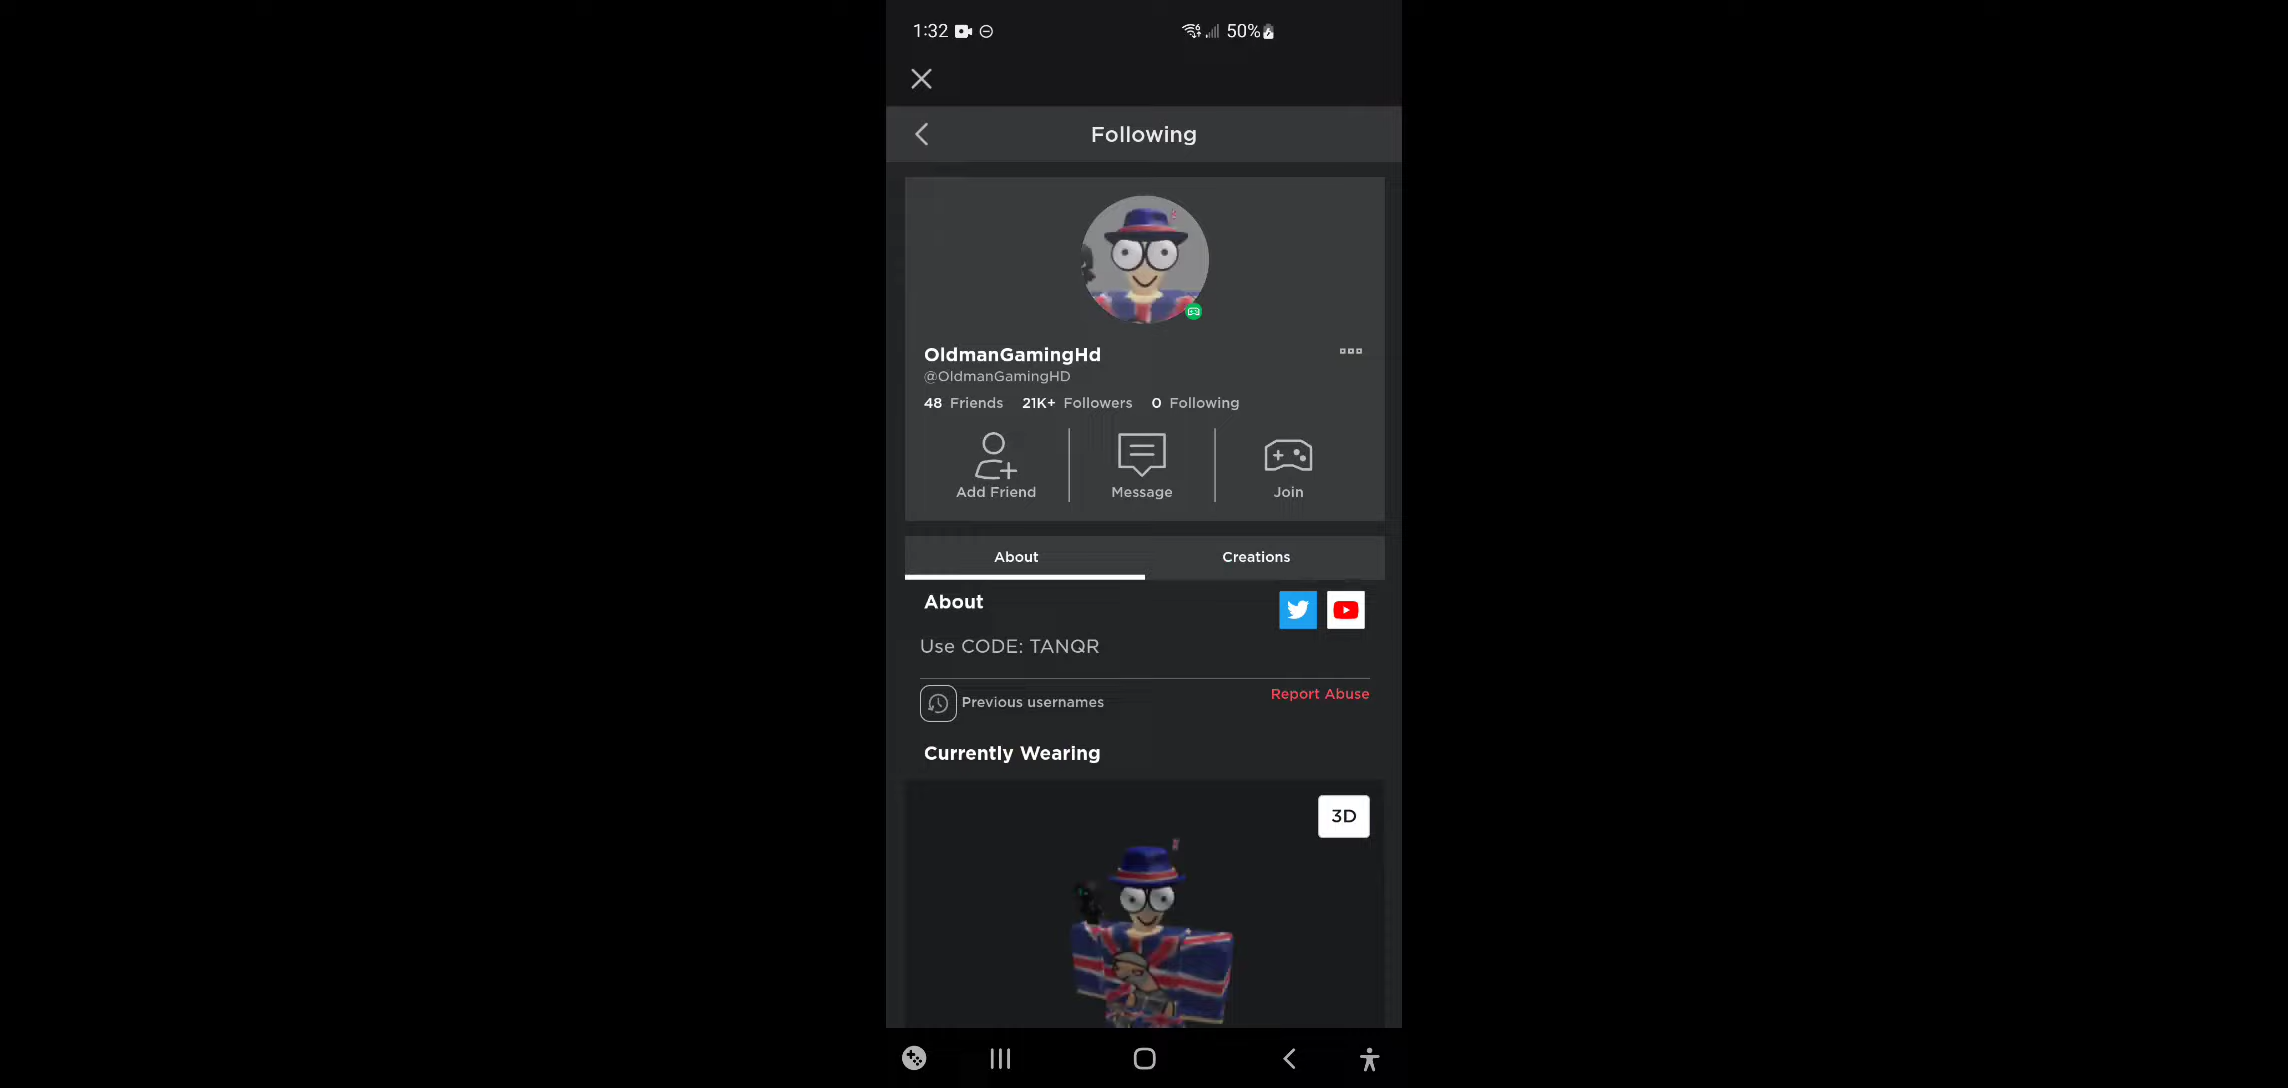 1:32 50%
Following
OldmanGamingHd
@OldmanGamingHD
48 Friends 21K+ Followers 0 Following
Add Friend Message Join
About Creations
About
Use CODE: TANQR
Previous usernames Report Abuse
Currently Wearing
3D